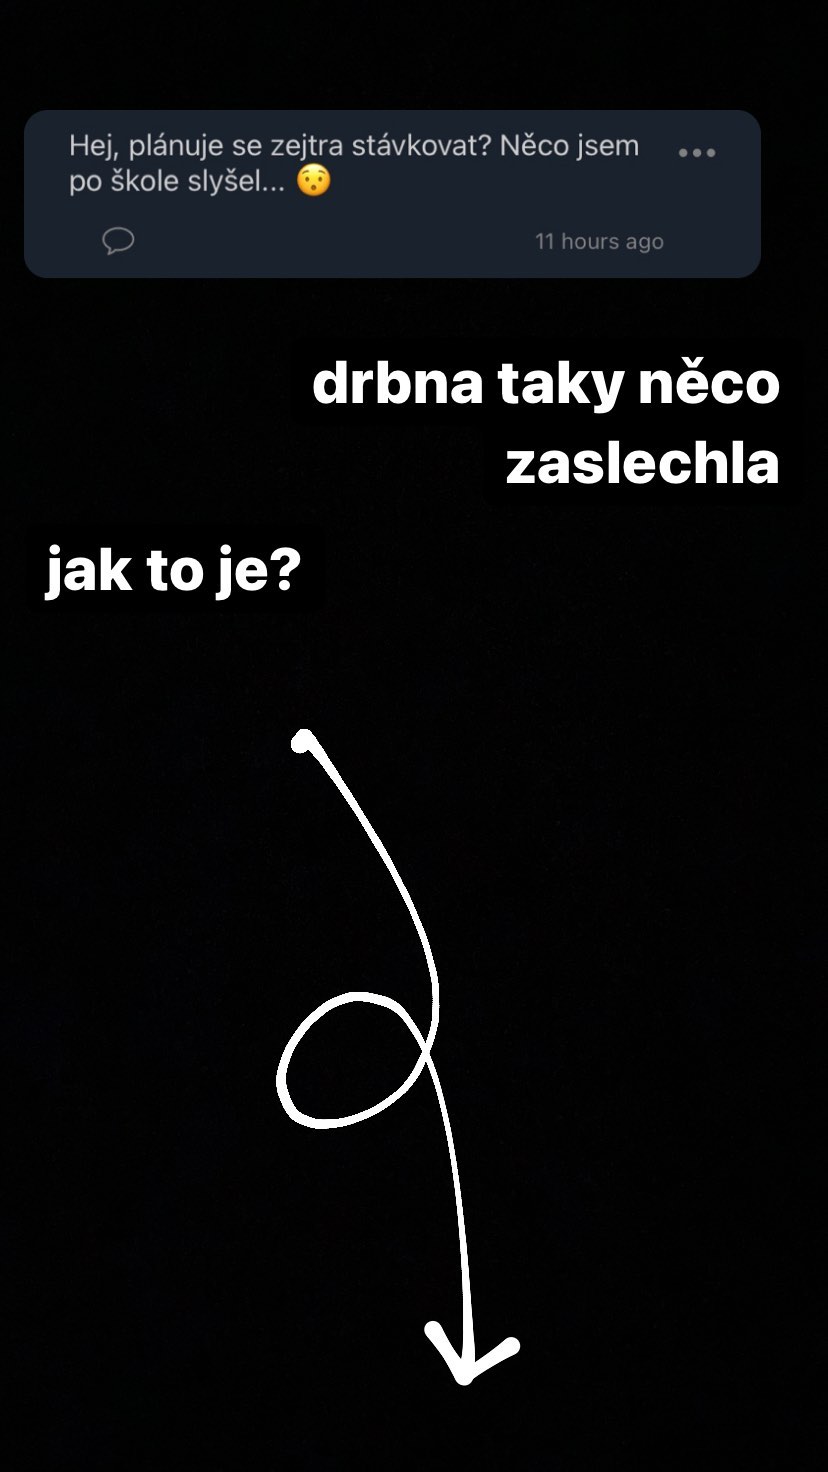 Hej, plánuje se zejtra stávkovat? Něco jsem
po škole slyšel... 😯
11 hours ago
drbna taky něco
zaslechla
jak to je?